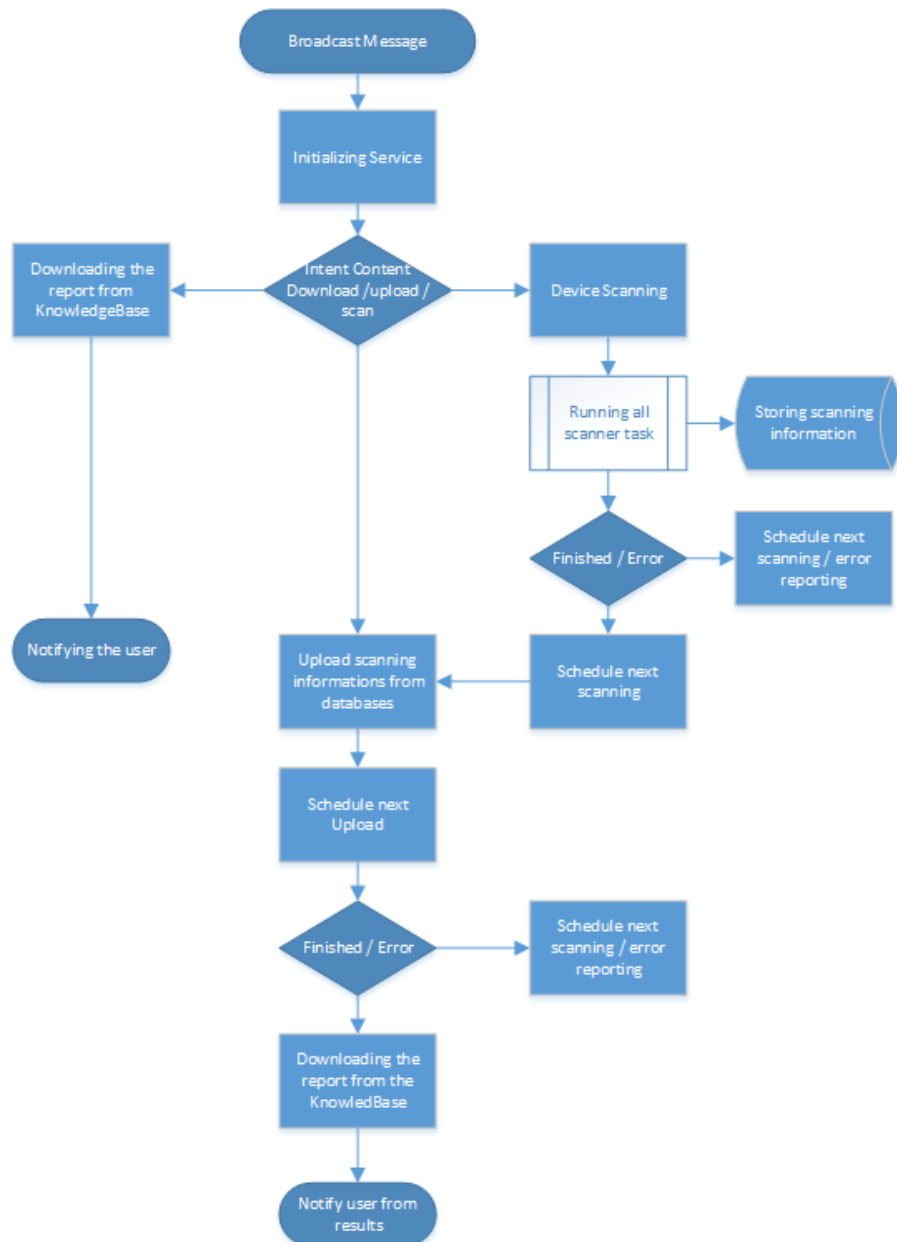 Broadcast Message
Initializing Service
Intent Content
Download /upload /
scan
Downloading the
report from
KnowledgeBase
Device Scanning
Running all
scanner task
Storing scanning
information
Finished / Error
Schedule next
scanning / error
reporting
Notifying the user
Upload scanning
informations from
databases
Schedule next
scanning
Schedule next
Upload
Finished / Error
Schedule next
scanning / error
reporting
Downloading the
report from the
KnowledBase
Notify user from
results